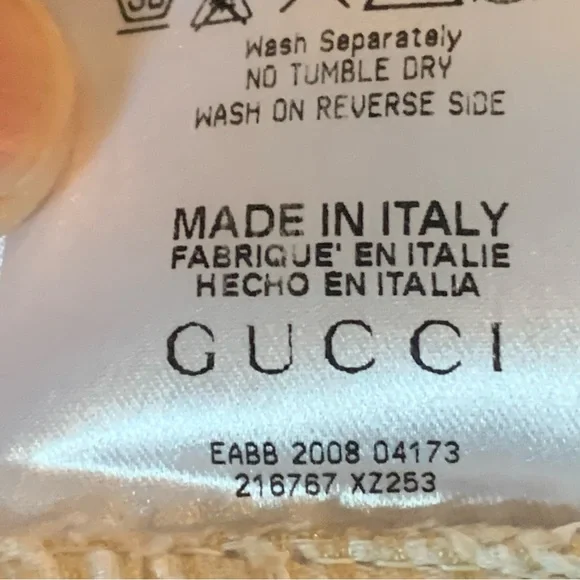 30
Wash Separately
NO TUMBLE DRY
WASH ON REVERSE SIDE
MADE IN ITALY
FABRIQUE' EN ITALIE
HECHO EN ITALIA
GUCCI
EABB 2008 04173
216767 XZ253